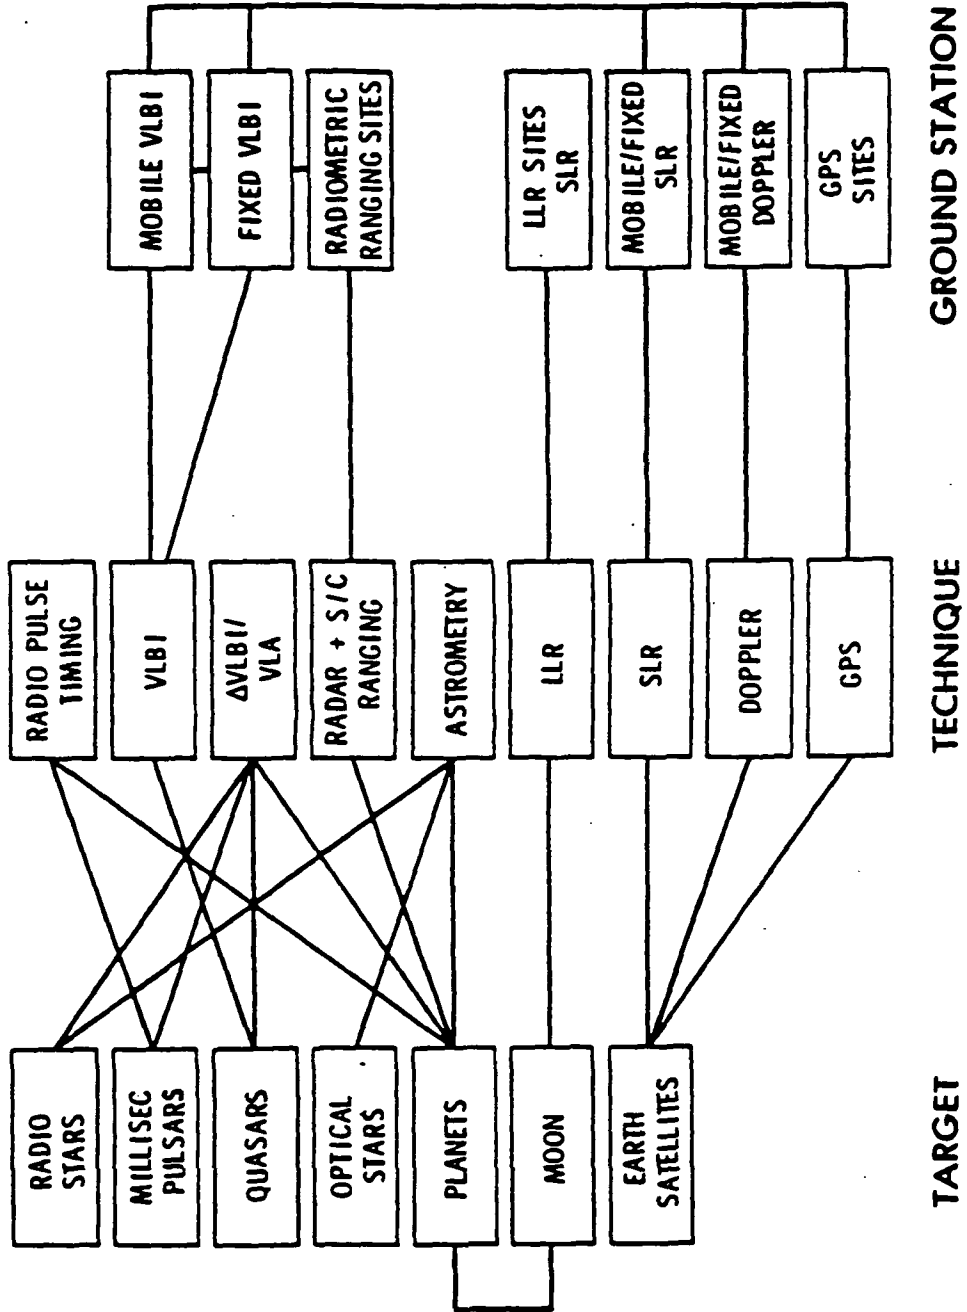 RADIO
STARS
MILLISEC
PULSARS
QUASARS
OPTICAL
STARS
PLANETS
MOON
EARTH
SATELLITES
TARGET
RADIO PULSE
TIMING
VLBI
ΔVLBI/
VLA
RADAR + S/C
RANGING
ASTROMETRY
LLR
SLR
DOPPLER
GPS
TECHNIQUE
MOBILE VLBI
FIXED VLBI
RADIOMETRIC
RANGING SITES
LLR SITES
SLR
MOBILE/FIXED
SLR
MOBILE/FIXED
DOPPLER
GPS
SITES
GROUND STATION